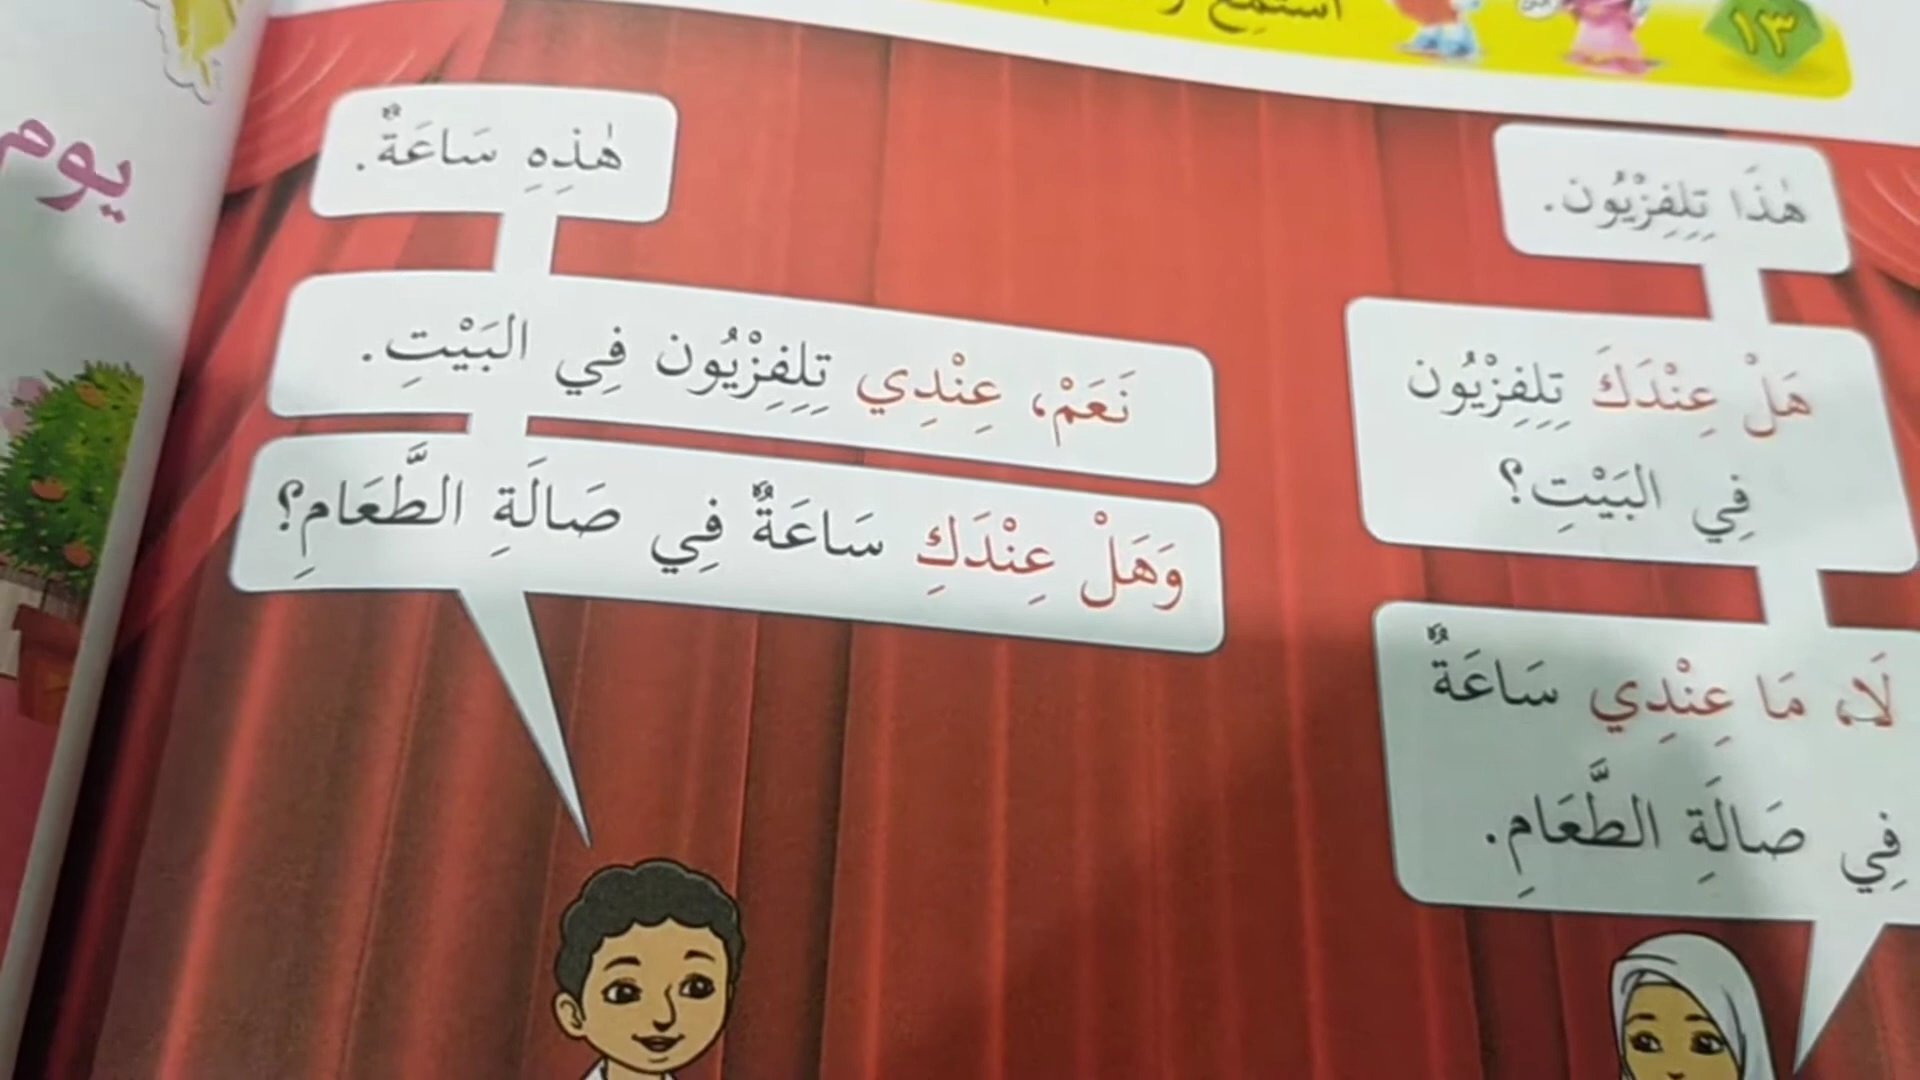 ١٣
هٰذَا تِلِفِزْيُون.
هَلْ عِنْدَكَ تِلِفِزْيُون
فِي البَيْتِ؟
لَا، مَا عِنْدِي سَاعَةٌ
فِي صَالَةِ الطَّعَامِ.
هٰذِهِ سَاعَةٌ.
نَعَمْ، عِنْدِي تِلِفِزْيُون فِي البَيْتِ.
وَهَلْ عِنْدَكِ سَاعَةٌ فِي صَالَةِ الطَّعَامِ؟
يوم